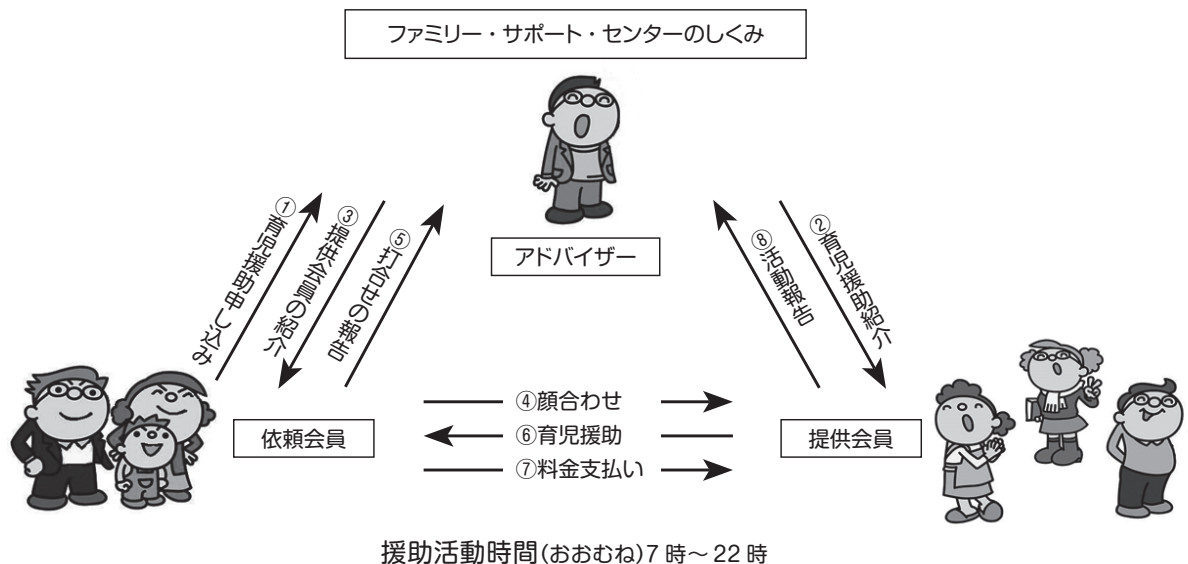 ファミリー・サポート・センターのしくみ
アドバイザー
①育児援助申し込み
③提供会員の紹介
⑤打合せの報告
⑧活動報告
②育児援助紹介
依頼会員
④顔合わせ
⑥育児援助
⑦料金支払い
提供会員
援助活動時間(おおむね)7時~22時